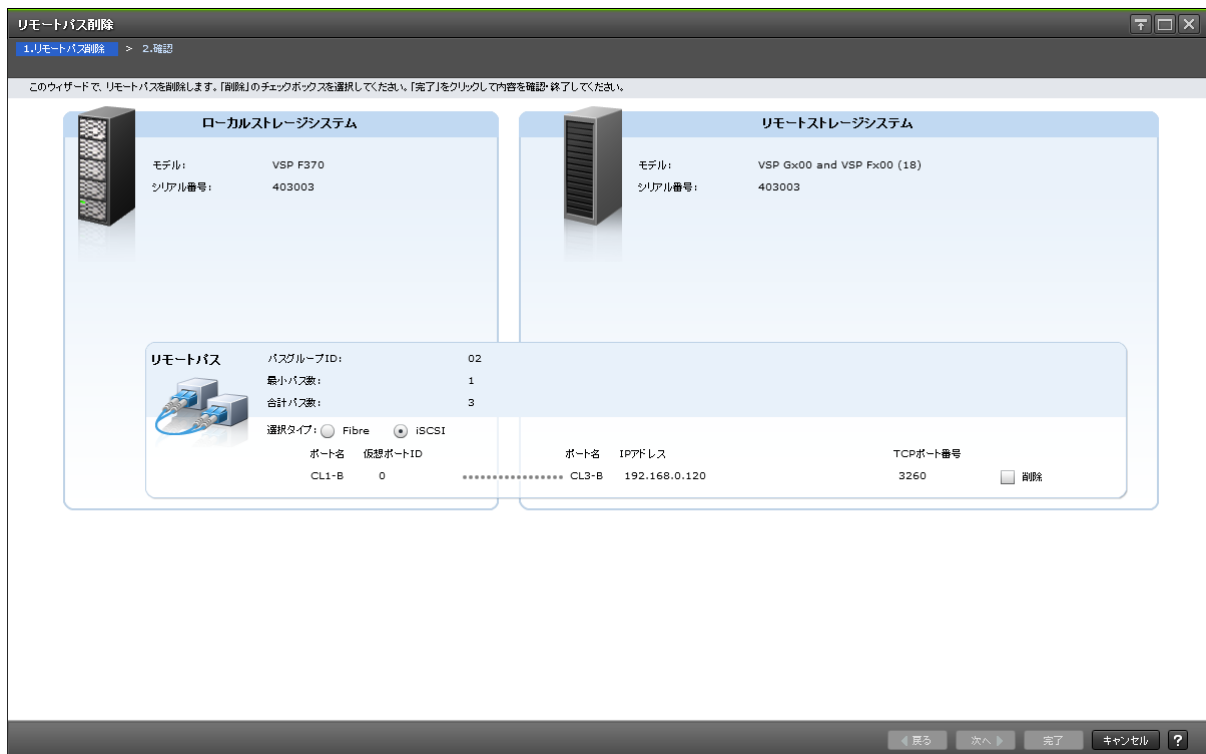 リモートパス削除
1.リモートパス削除 > 2.確認
このウィザードで、リモートパスを削除します。「削除」のチェックボックスを選択してください。「完了」をクリックして内容を確認・終了してください。
ローカルストレージシステム
モデル: VSP F370
シリアル番号: 403003
リモートストレージシステム
モデル: VSP Gx00 and VSP Fx00 (18)
シリアル番号: 403003
リモートパス
パスグループID: 02
最小パス数: 1
合計パス数: 3
選択タイプ: Fibre iSCSI
ポート名 仮想ポートID ポート名 IPアドレス TCPポート番号
CL1-B 0 CL3-B 192.168.0.120 3260 削除
戻る 次へ 完了 キャンセル ?